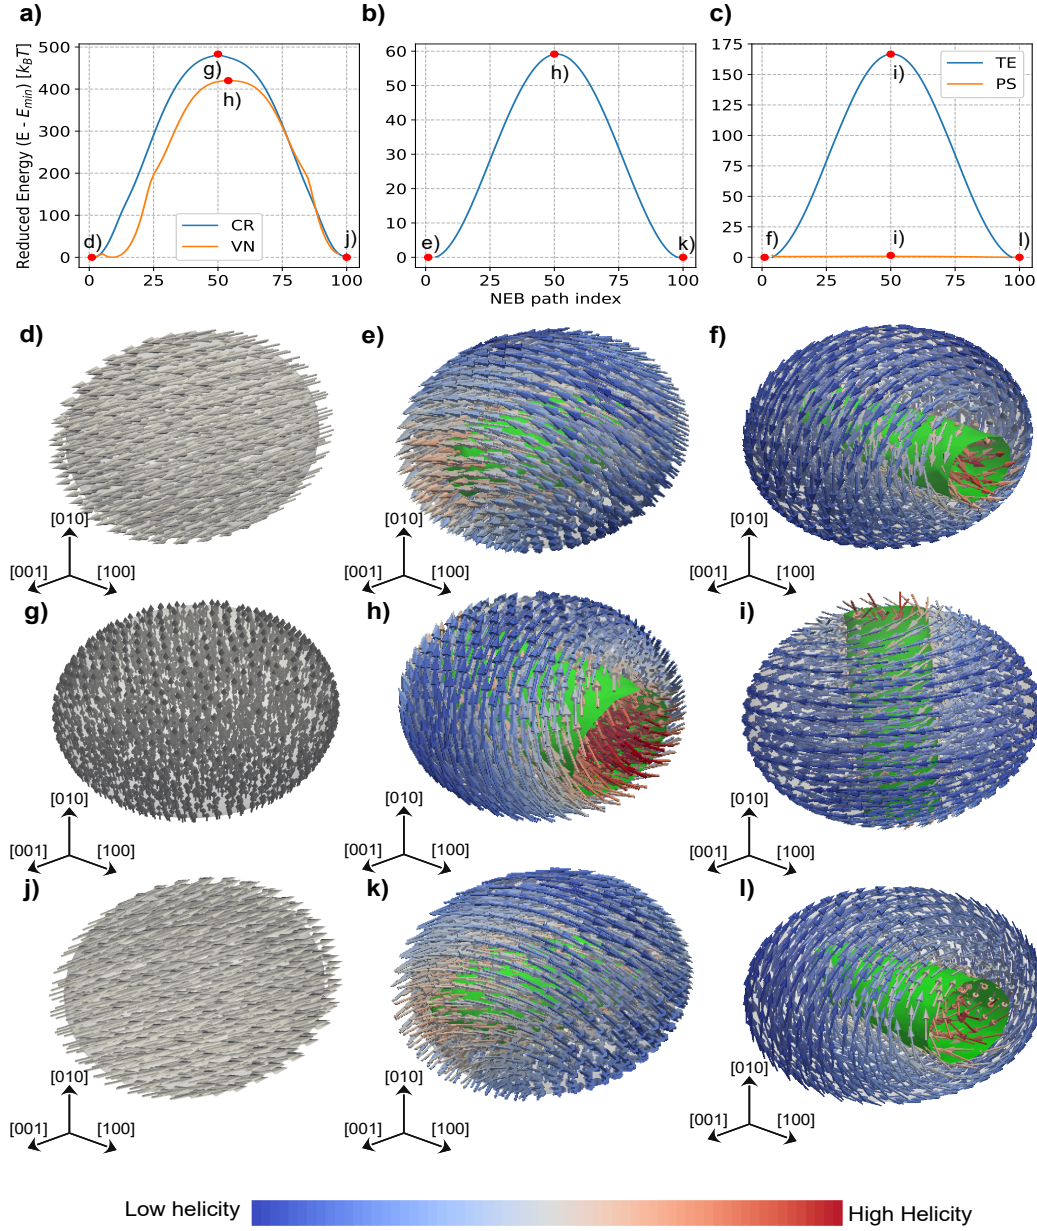 a)
b)
c)
Reduced Energy (E - E_min) [k_BT]
500
400
300
200
100
0
g)
h)
d)
j)
CR
VN
0
25
50
75
100
60
50
40
30
20
10
0
h)
e)
k)
0
25
50
75
100
NEB path index
175
150
125
100
75
50
25
0
TE
PS
i)
f)
i)
l)
0
25
50
75
100
d)
[010]
[001]
[100]
e)
[010]
[001]
[100]
f)
[010]
[001]
[100]
g)
[010]
[001]
[100]
h)
[010]
[001]
[100]
i)
[010]
[001]
[100]
j)
[010]
[001]
[100]
k)
[010]
[001]
[100]
l)
[010]
[001]
[100]
Low helicity
High Helicity